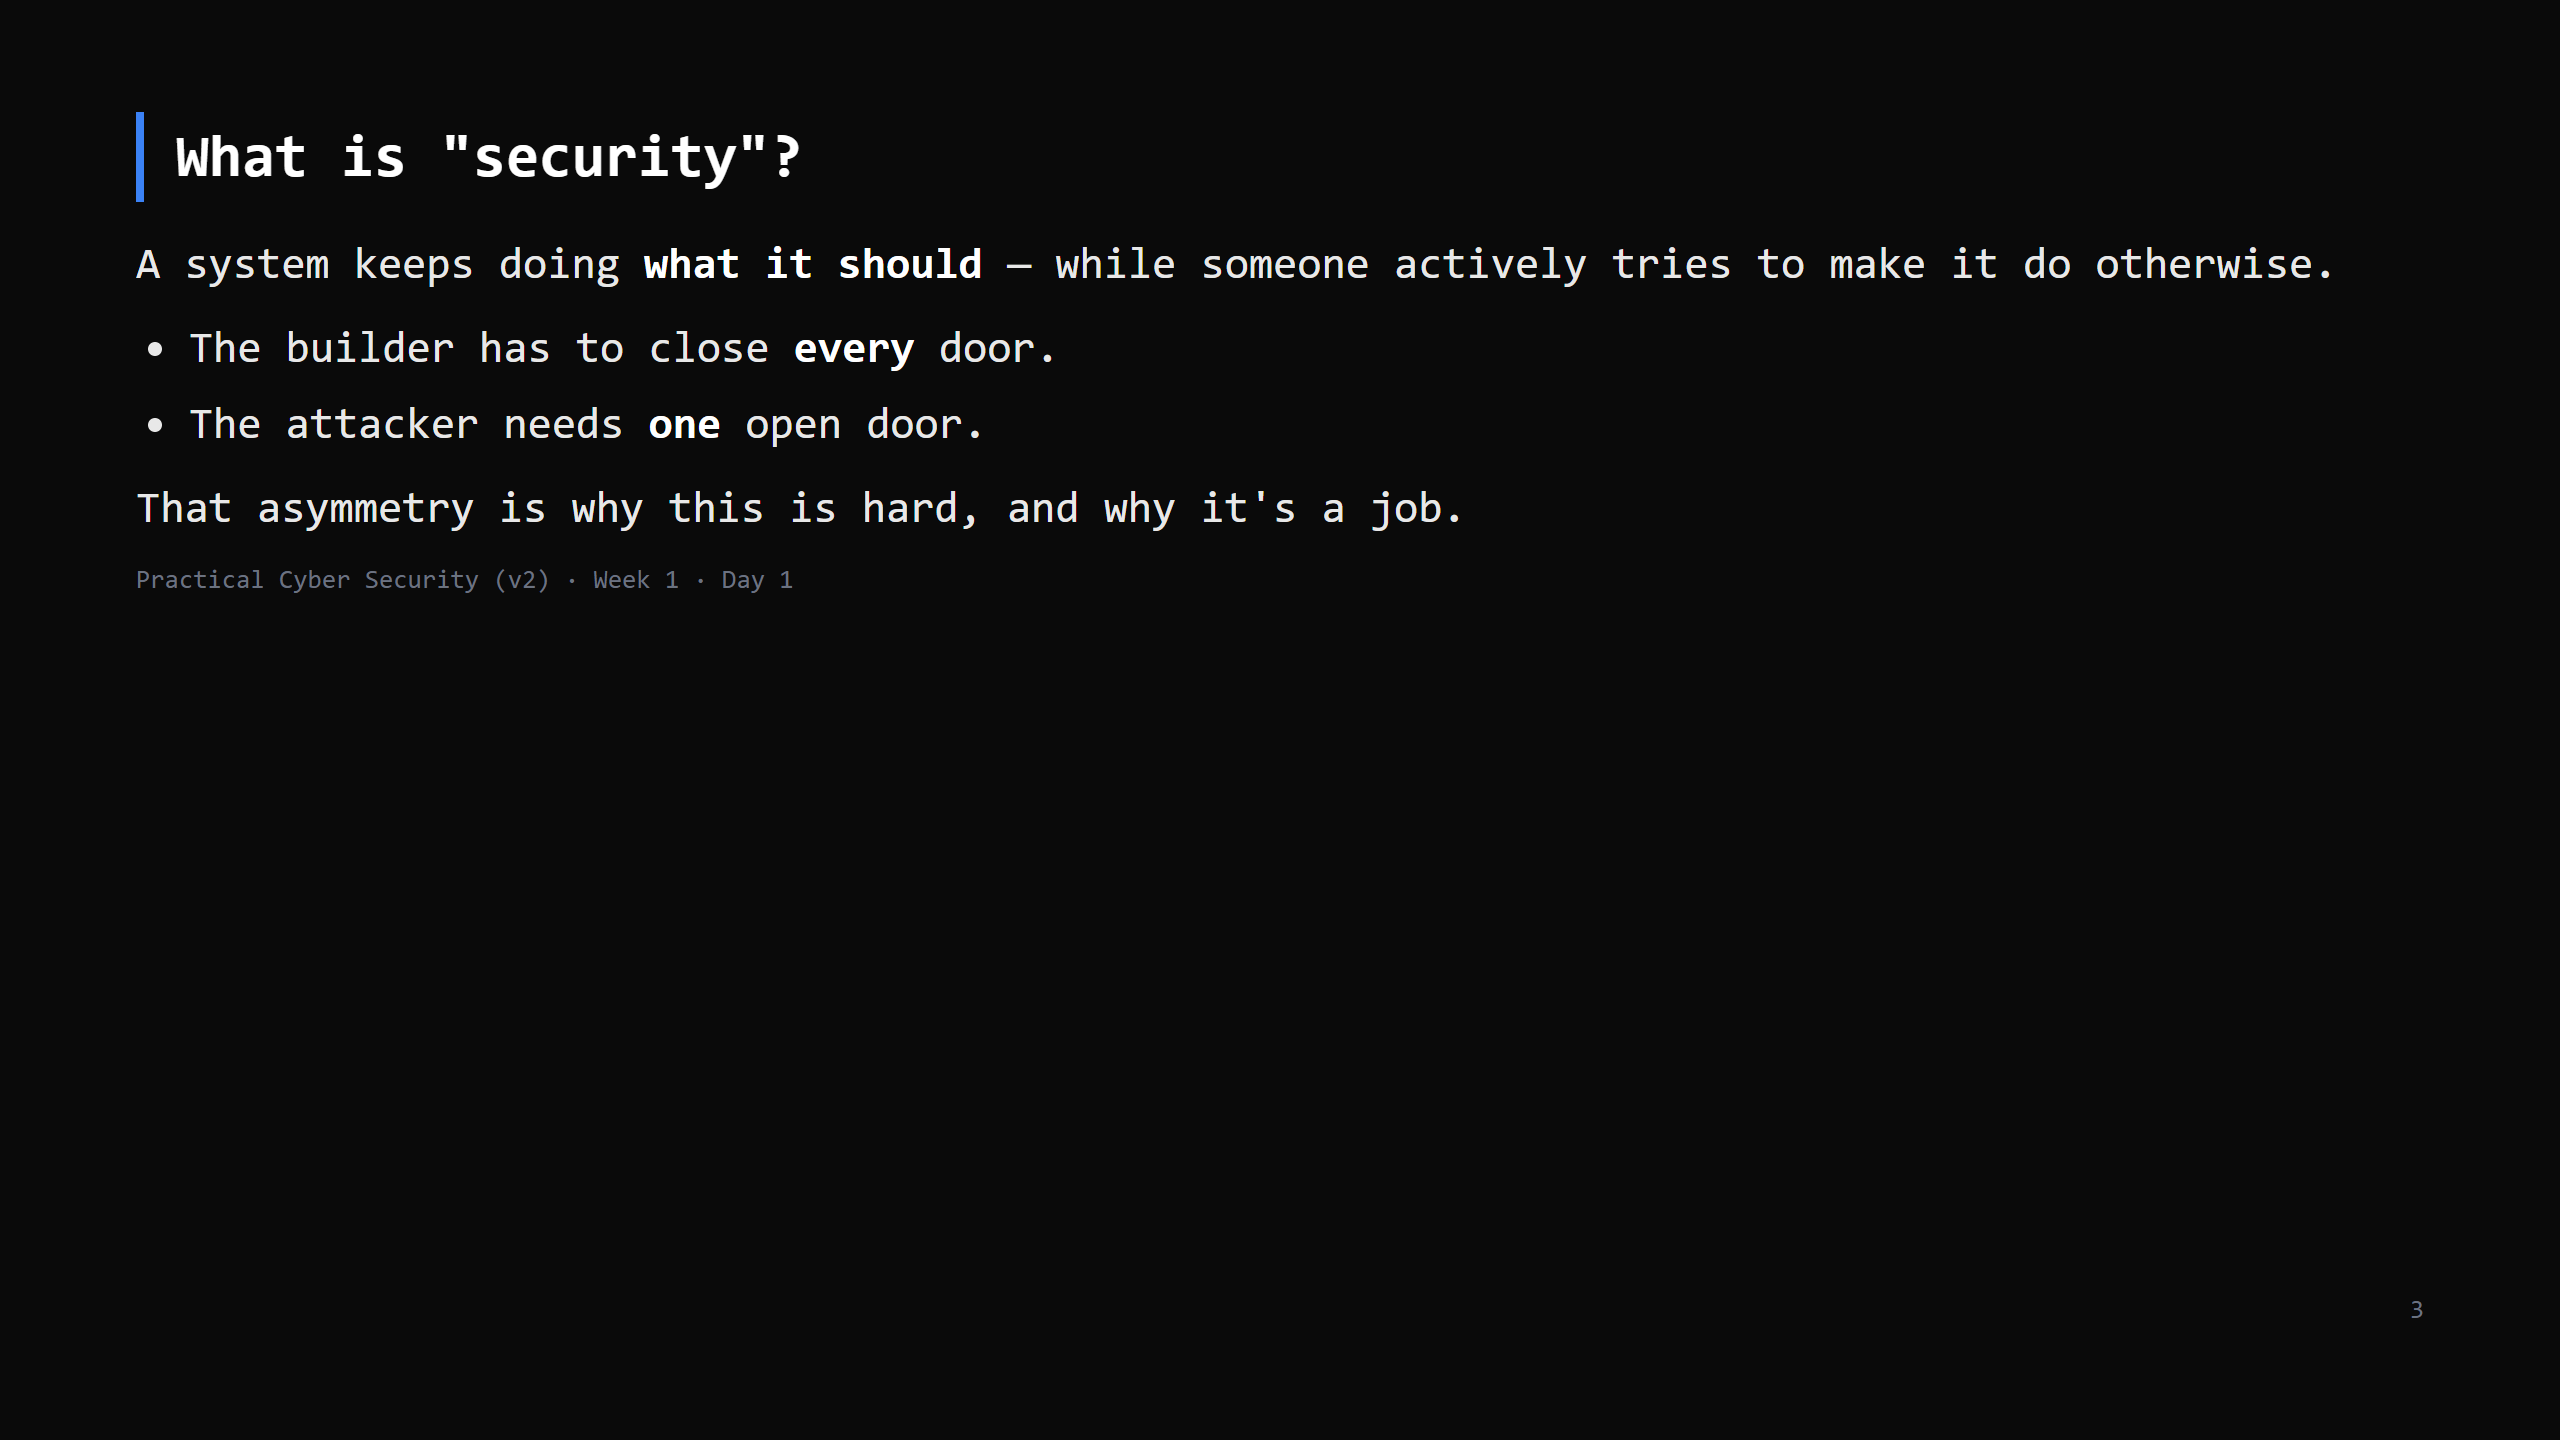 What is "security"?
A system keeps doing what it should — while someone actively tries to make it do otherwise.
• The builder has to close every door.
• The attacker needs one open door.
That asymmetry is why this is hard, and why it's a job.
Practical Cyber Security (v2) · Week 1 · Day 1
3